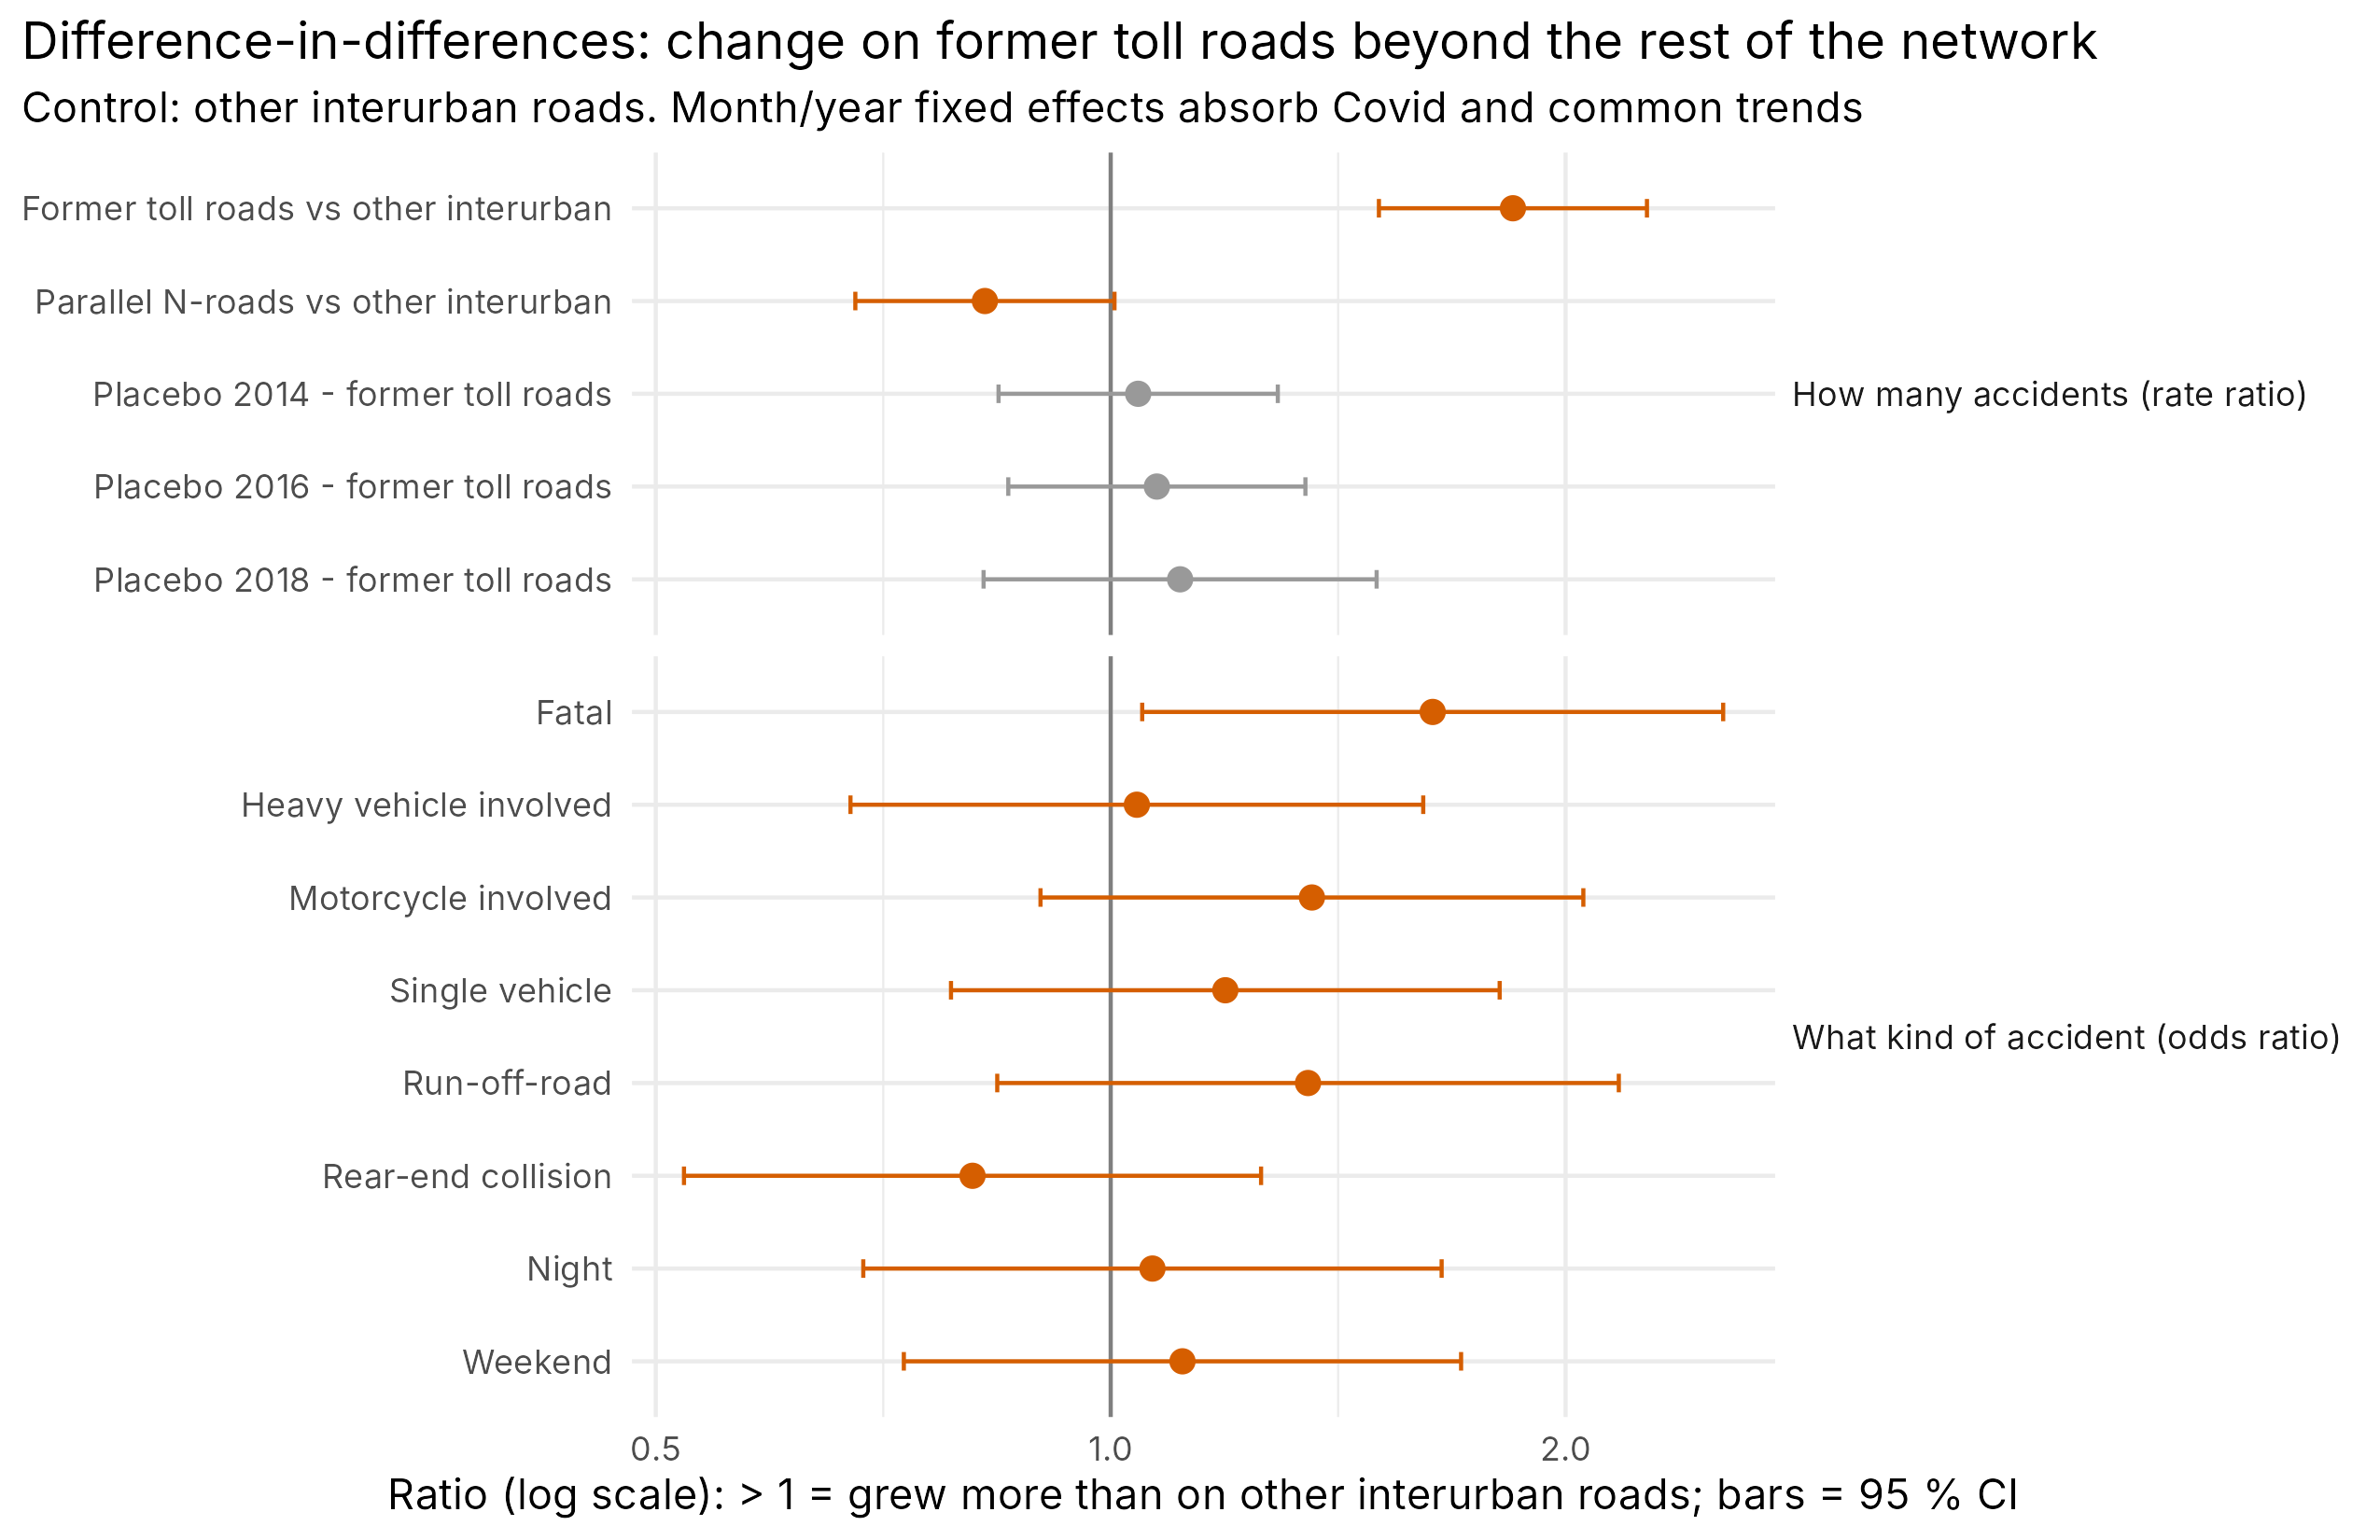 Difference-in-differences: change on former toll roads beyond the rest of the network
Control: other interurban roads. Month/year fixed effects absorb Covid and common trends
Former toll roads vs other interurban
Parallel N-roads vs other interurban
Placebo 2014 - former toll roads
Placebo 2016 - former toll roads
Placebo 2018 - former toll roads
How many accidents (rate ratio)
Fatal
Heavy vehicle involved
Motorcycle involved
Single vehicle
Run-off-road
Rear-end collision
Night
Weekend
What kind of accident (odds ratio)
0.5 1.0 2.0
Ratio (log scale): > 1 = grew more than on other interurban roads; bars = 95 % CI